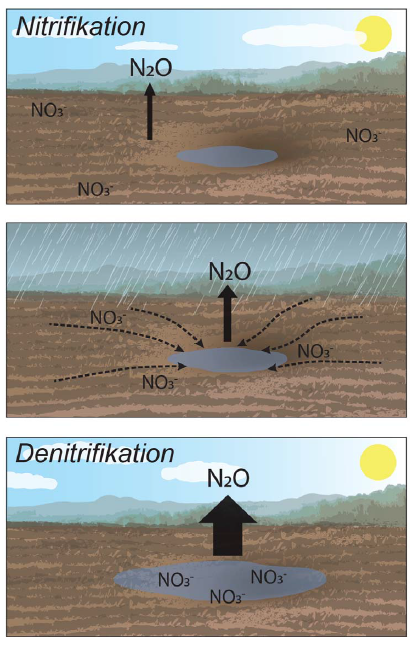 Nitrifikation
N₂O
NO₃⁻
NO₃⁻
NO₃⁻
N₂O
NO₃⁻
NO₃⁻
NO₃⁻
Denitrifikation
N₂O
NO₃⁻
NO₃⁻
NO₃⁻